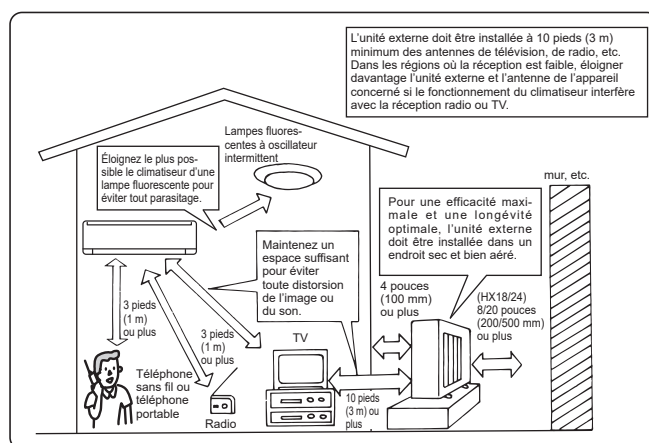 L'unité externe doit être installée à 10 pieds (3 m)
minimum des antennes de télévision, de radio, etc.
Dans les régions où la réception est faible, éloigner
davantage l'unité externe et l'antenne de l'appareil
concerné si le fonctionnement du climatiseur interfère
avec la réception radio ou TV.
Lampes fluores-
centes à oscillateur
intermittent
Éloignez le plus pos-
sible le climatiseur d'une
lampe fluorescente pour
éviter tout parasitage.
mur, etc.
Pour une efficacité maxi-
male et une longévité
optimale, l'unité externe
doit être installée dans un
endroit sec et bien aéré.
Maintenez un
espace suffisant
pour éviter
toute distorsion
de l'image ou
du son.
4 pouces
(100 mm)
ou plus
(HX18/24)
8/20 pouces
(200/500 mm)
ou plus
3 pieds
(1 m)
ou plus
3 pieds
(1 m)
ou plus
TV
Téléphone
sans fil ou
téléphone
portable
Radio
10 pieds
(3 m) ou
plus